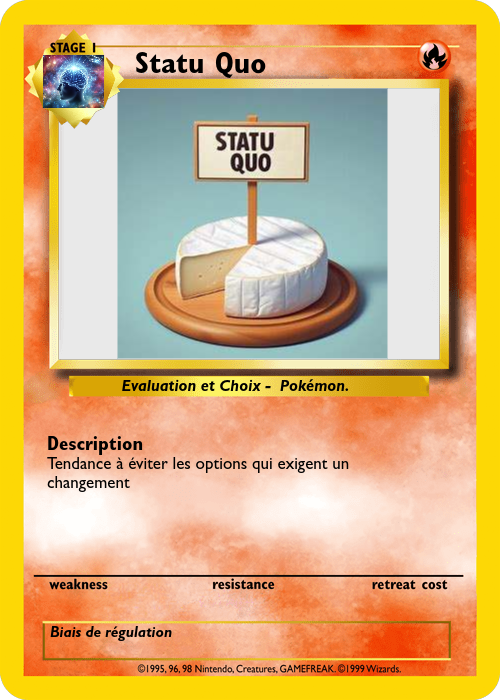 STAGE I
Statu Quo
STATU
QUO
Evaluation et Choix - Pokémon.
Description
Tendance à éviter les options qui exigent un
changement
weakness resistance retreat cost
Biais de régulation
©1995, 96, 98 Nintendo, Creatures, GAMEFREAK. ©1999 Wizards.